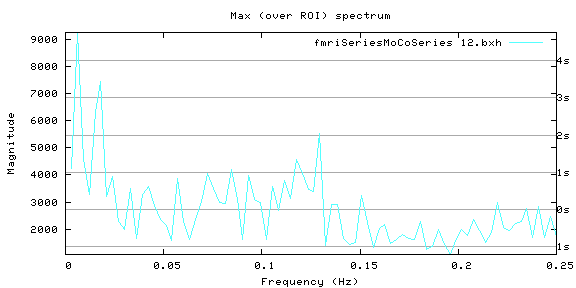 Max (over ROI) spectrum
fmriSeriesMoCoSeries 12.bxh
9000
8000
7000
6000
5000
4000
3000
2000
4s
3s
2s
1s
0s
1s
Magnitude
0
0.05
0.1
0.15
0.2
0.25
Frequency (Hz)